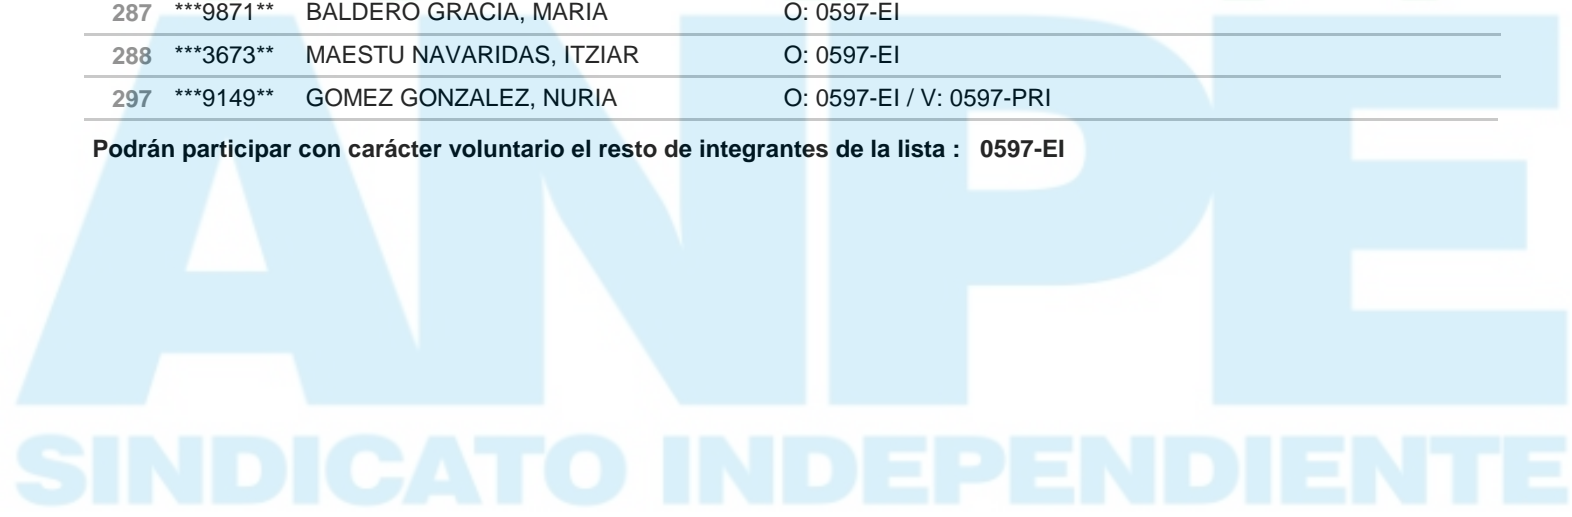 287 ***9871** BALDERO GRACIA, MARIA O: 0597-EI
288 ***3673** MAESTU NAVARIDAS, ITZIAR O: 0597-EI
297 ***9149** GOMEZ GONZALEZ, NURIA O: 0597-EI / V: 0597-PRI
Podrán participar con carácter voluntario el resto de integrantes de la lista : 0597-EI
ANPE
SINDICATO INDEPENDIENTE